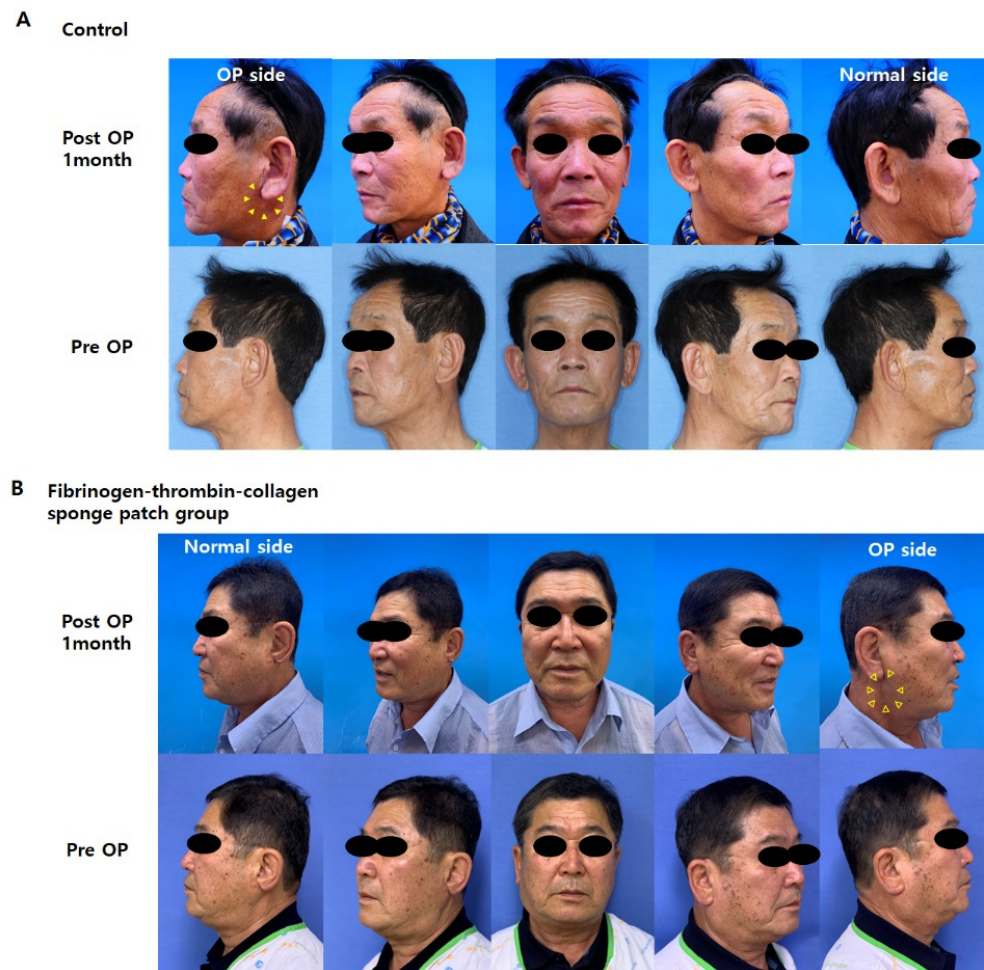 A
Control
OP side
Normal side
Post OP
1month
Pre OP
B
Fibrinogen-thrombin-collagen
sponge patch group
Normal side
OP side
Post OP
1month
Pre OP